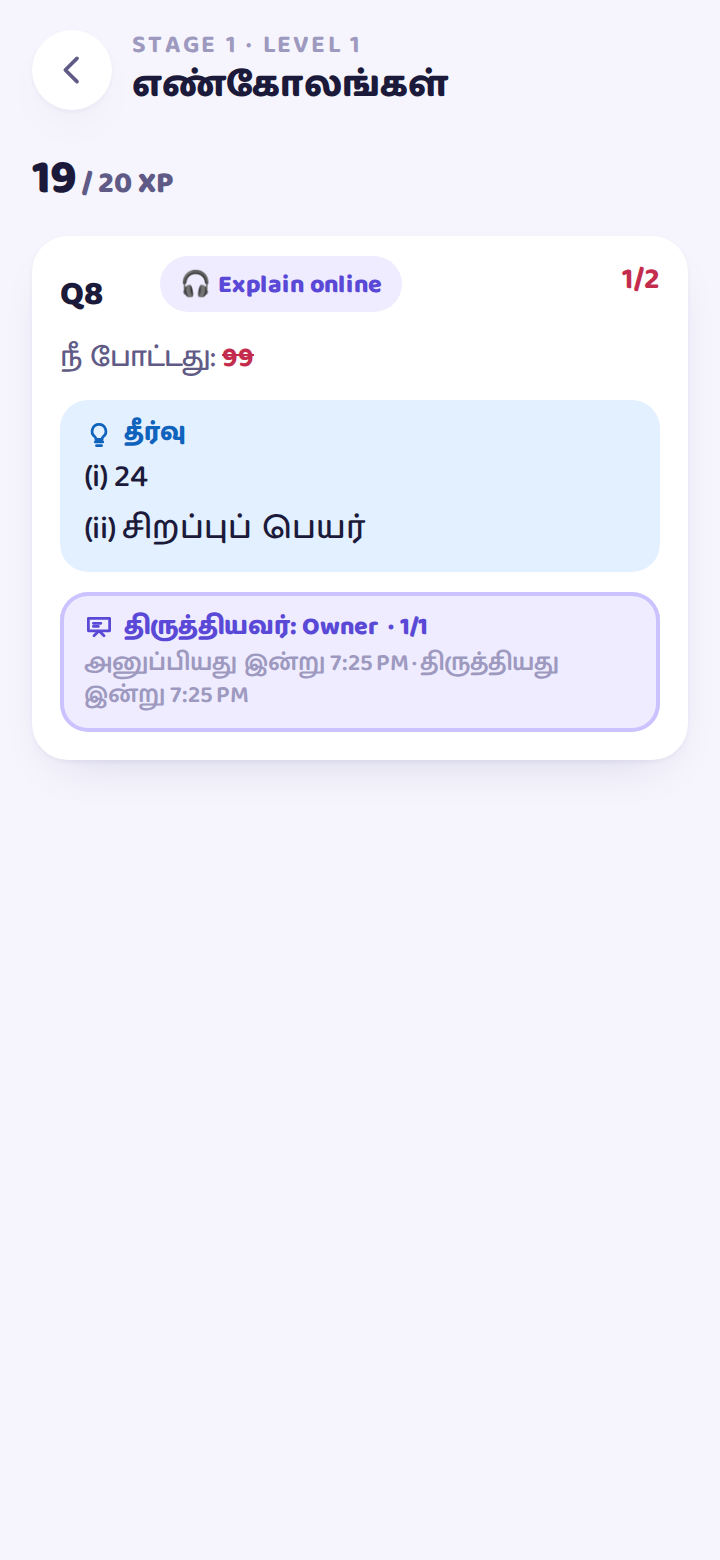 STAGE 1 · LEVEL 1
எண்கோலங்கள்
19 / 20 XP
Q8 🎧 Explain online 1/2
நீ போட்டது: 99
தீர்வு
(i) 24
(ii) சிறப்புப் பெயர்
திருத்தியவர்: Owner · 1/1
அனுப்பியது இன்று 7:25 PM · திருத்தியது
இன்று 7:25 PM